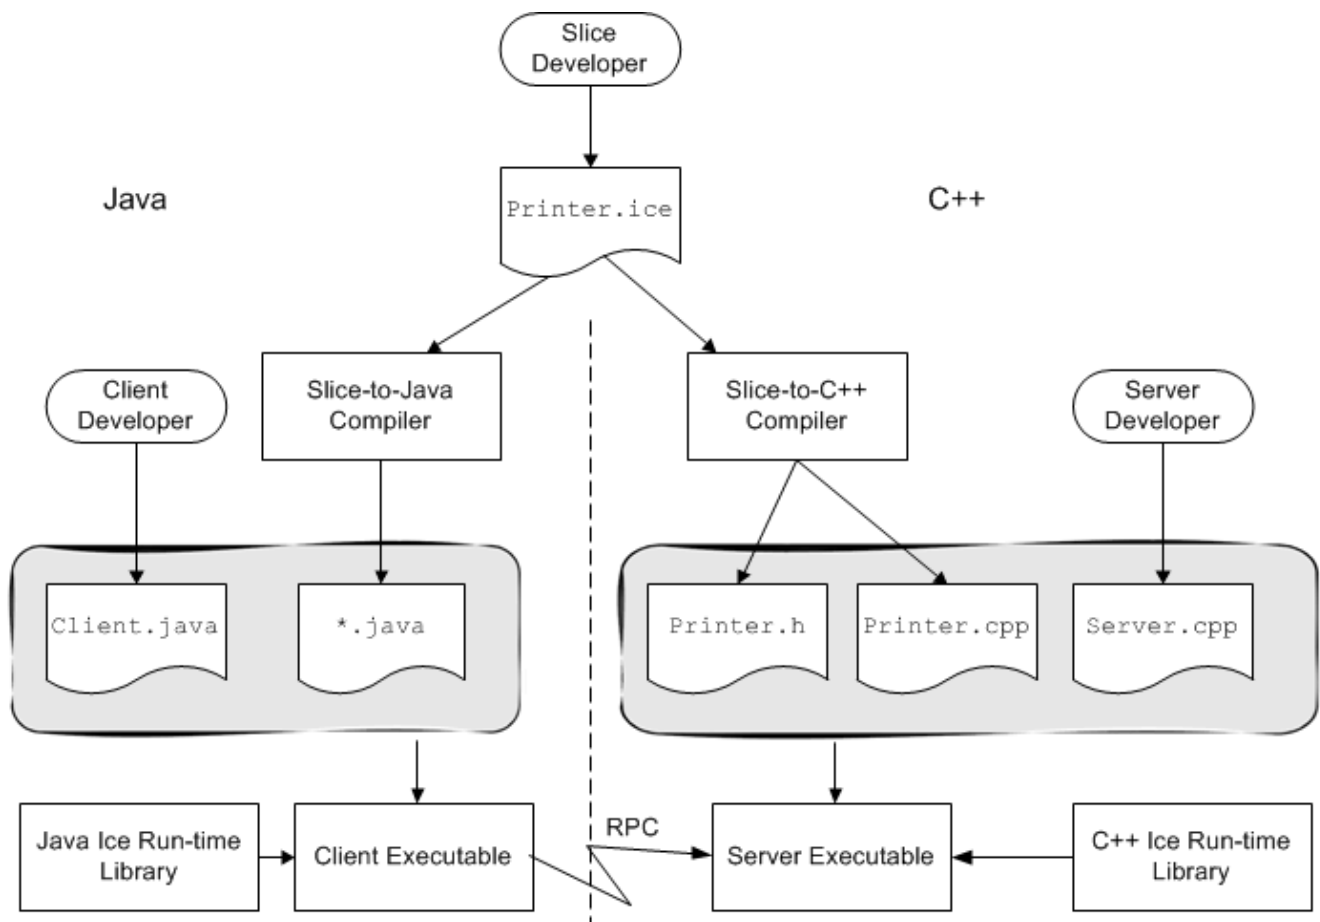 Slice
Developer
Java
Printer.ice
C++
Client
Developer
Slice-to-Java
Compiler
Slice-to-C++
Compiler
Server
Developer
Client.java
*.java
Printer.h
Printer.cpp
Server.cpp
Java Ice Run-time
Library
Client Executable
RPC
Server Executable
C++ Ice Run-time
Library